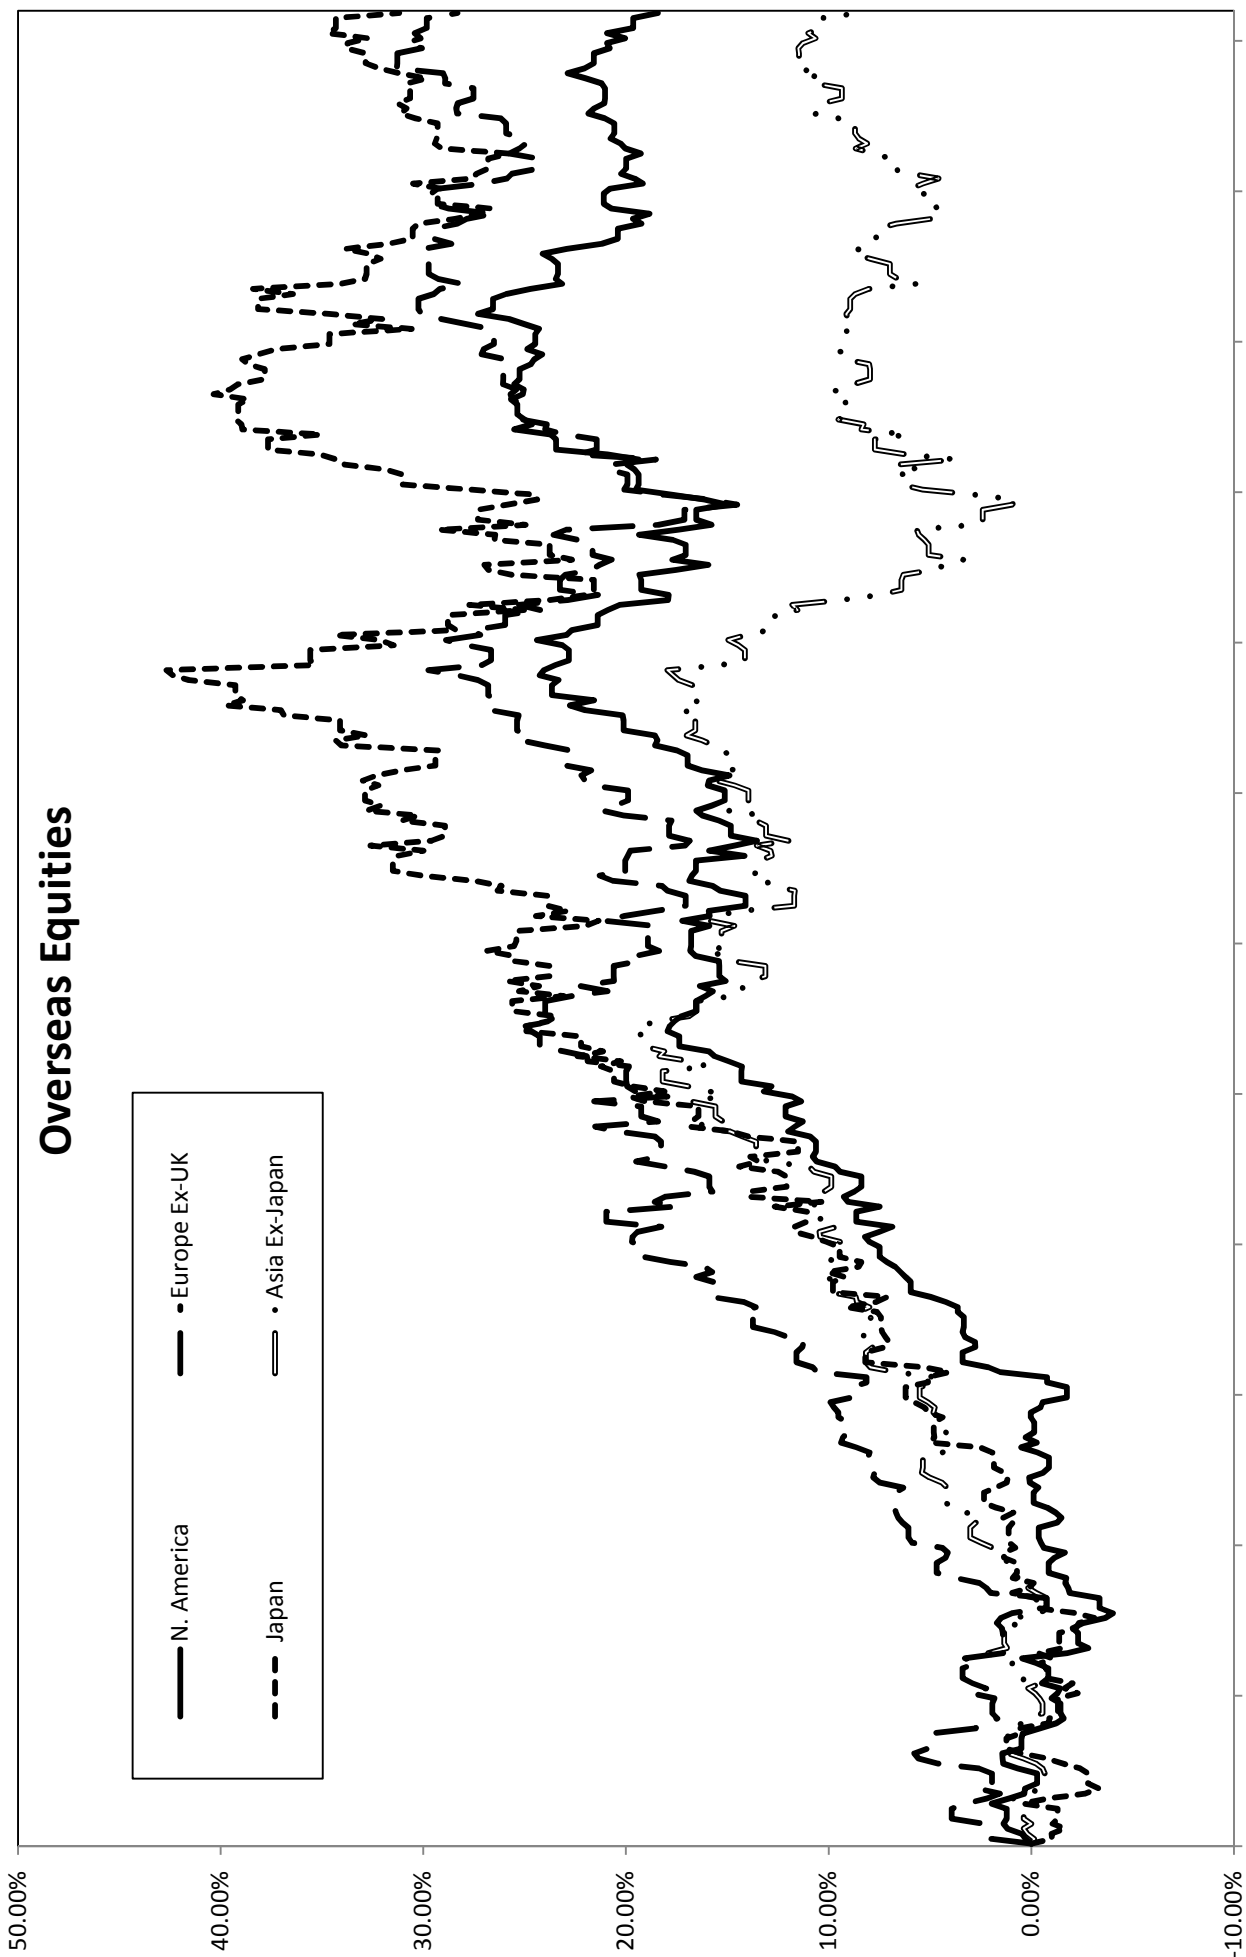 Overseas Equities
N. America
Europe Ex-UK
Japan
Asia Ex-Japan
50.00%
40.00%
30.00%
20.00%
10.00%
0.00%
-10.00%